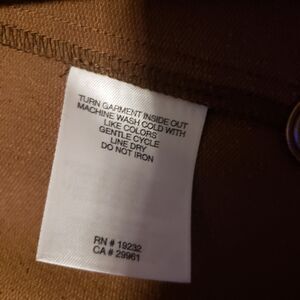 TURN GARMENT INSIDE OUT
MACHINE WASH COLD WITH
LIKE COLORS
GENTLE CYCLE
LINE DRY
DO NOT IRON
RN # 19232
CA # 29961